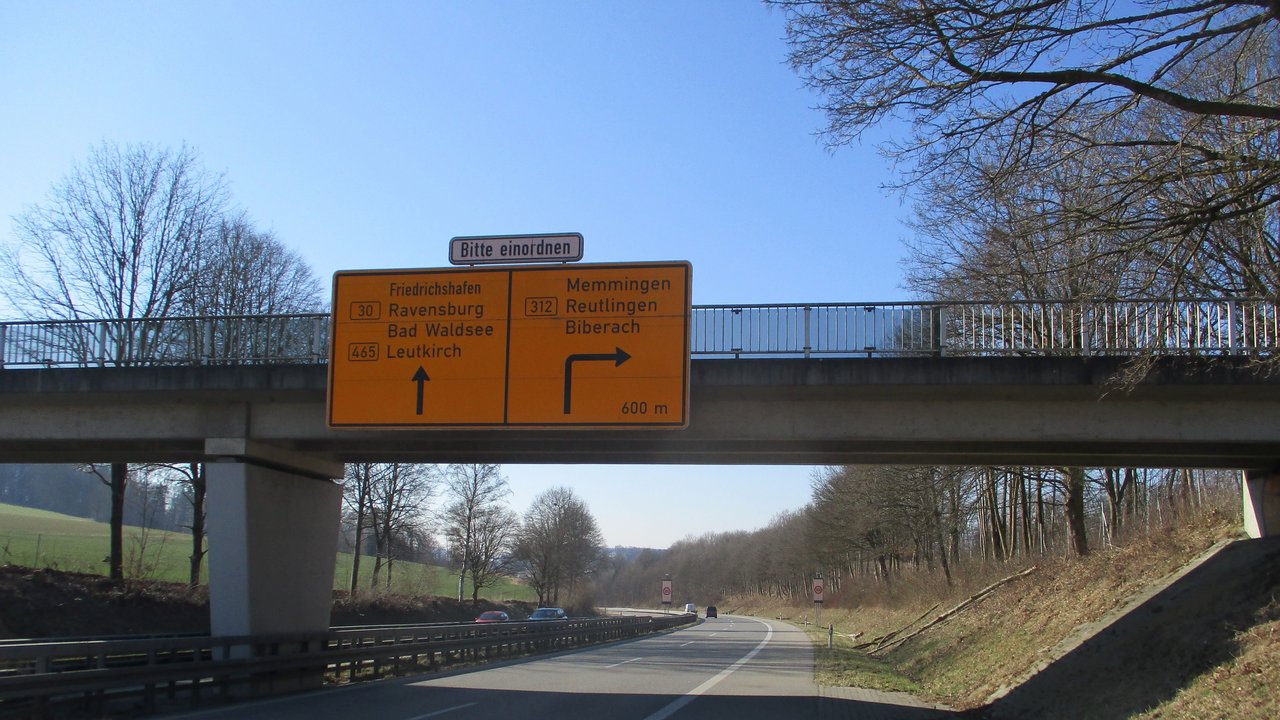 Bitte einordnen
Friedrichshafen
30 Ravensburg
Bad Waldsee
465 Leutkirch
Memmingen
312 Reutlingen
Biberach
600 m